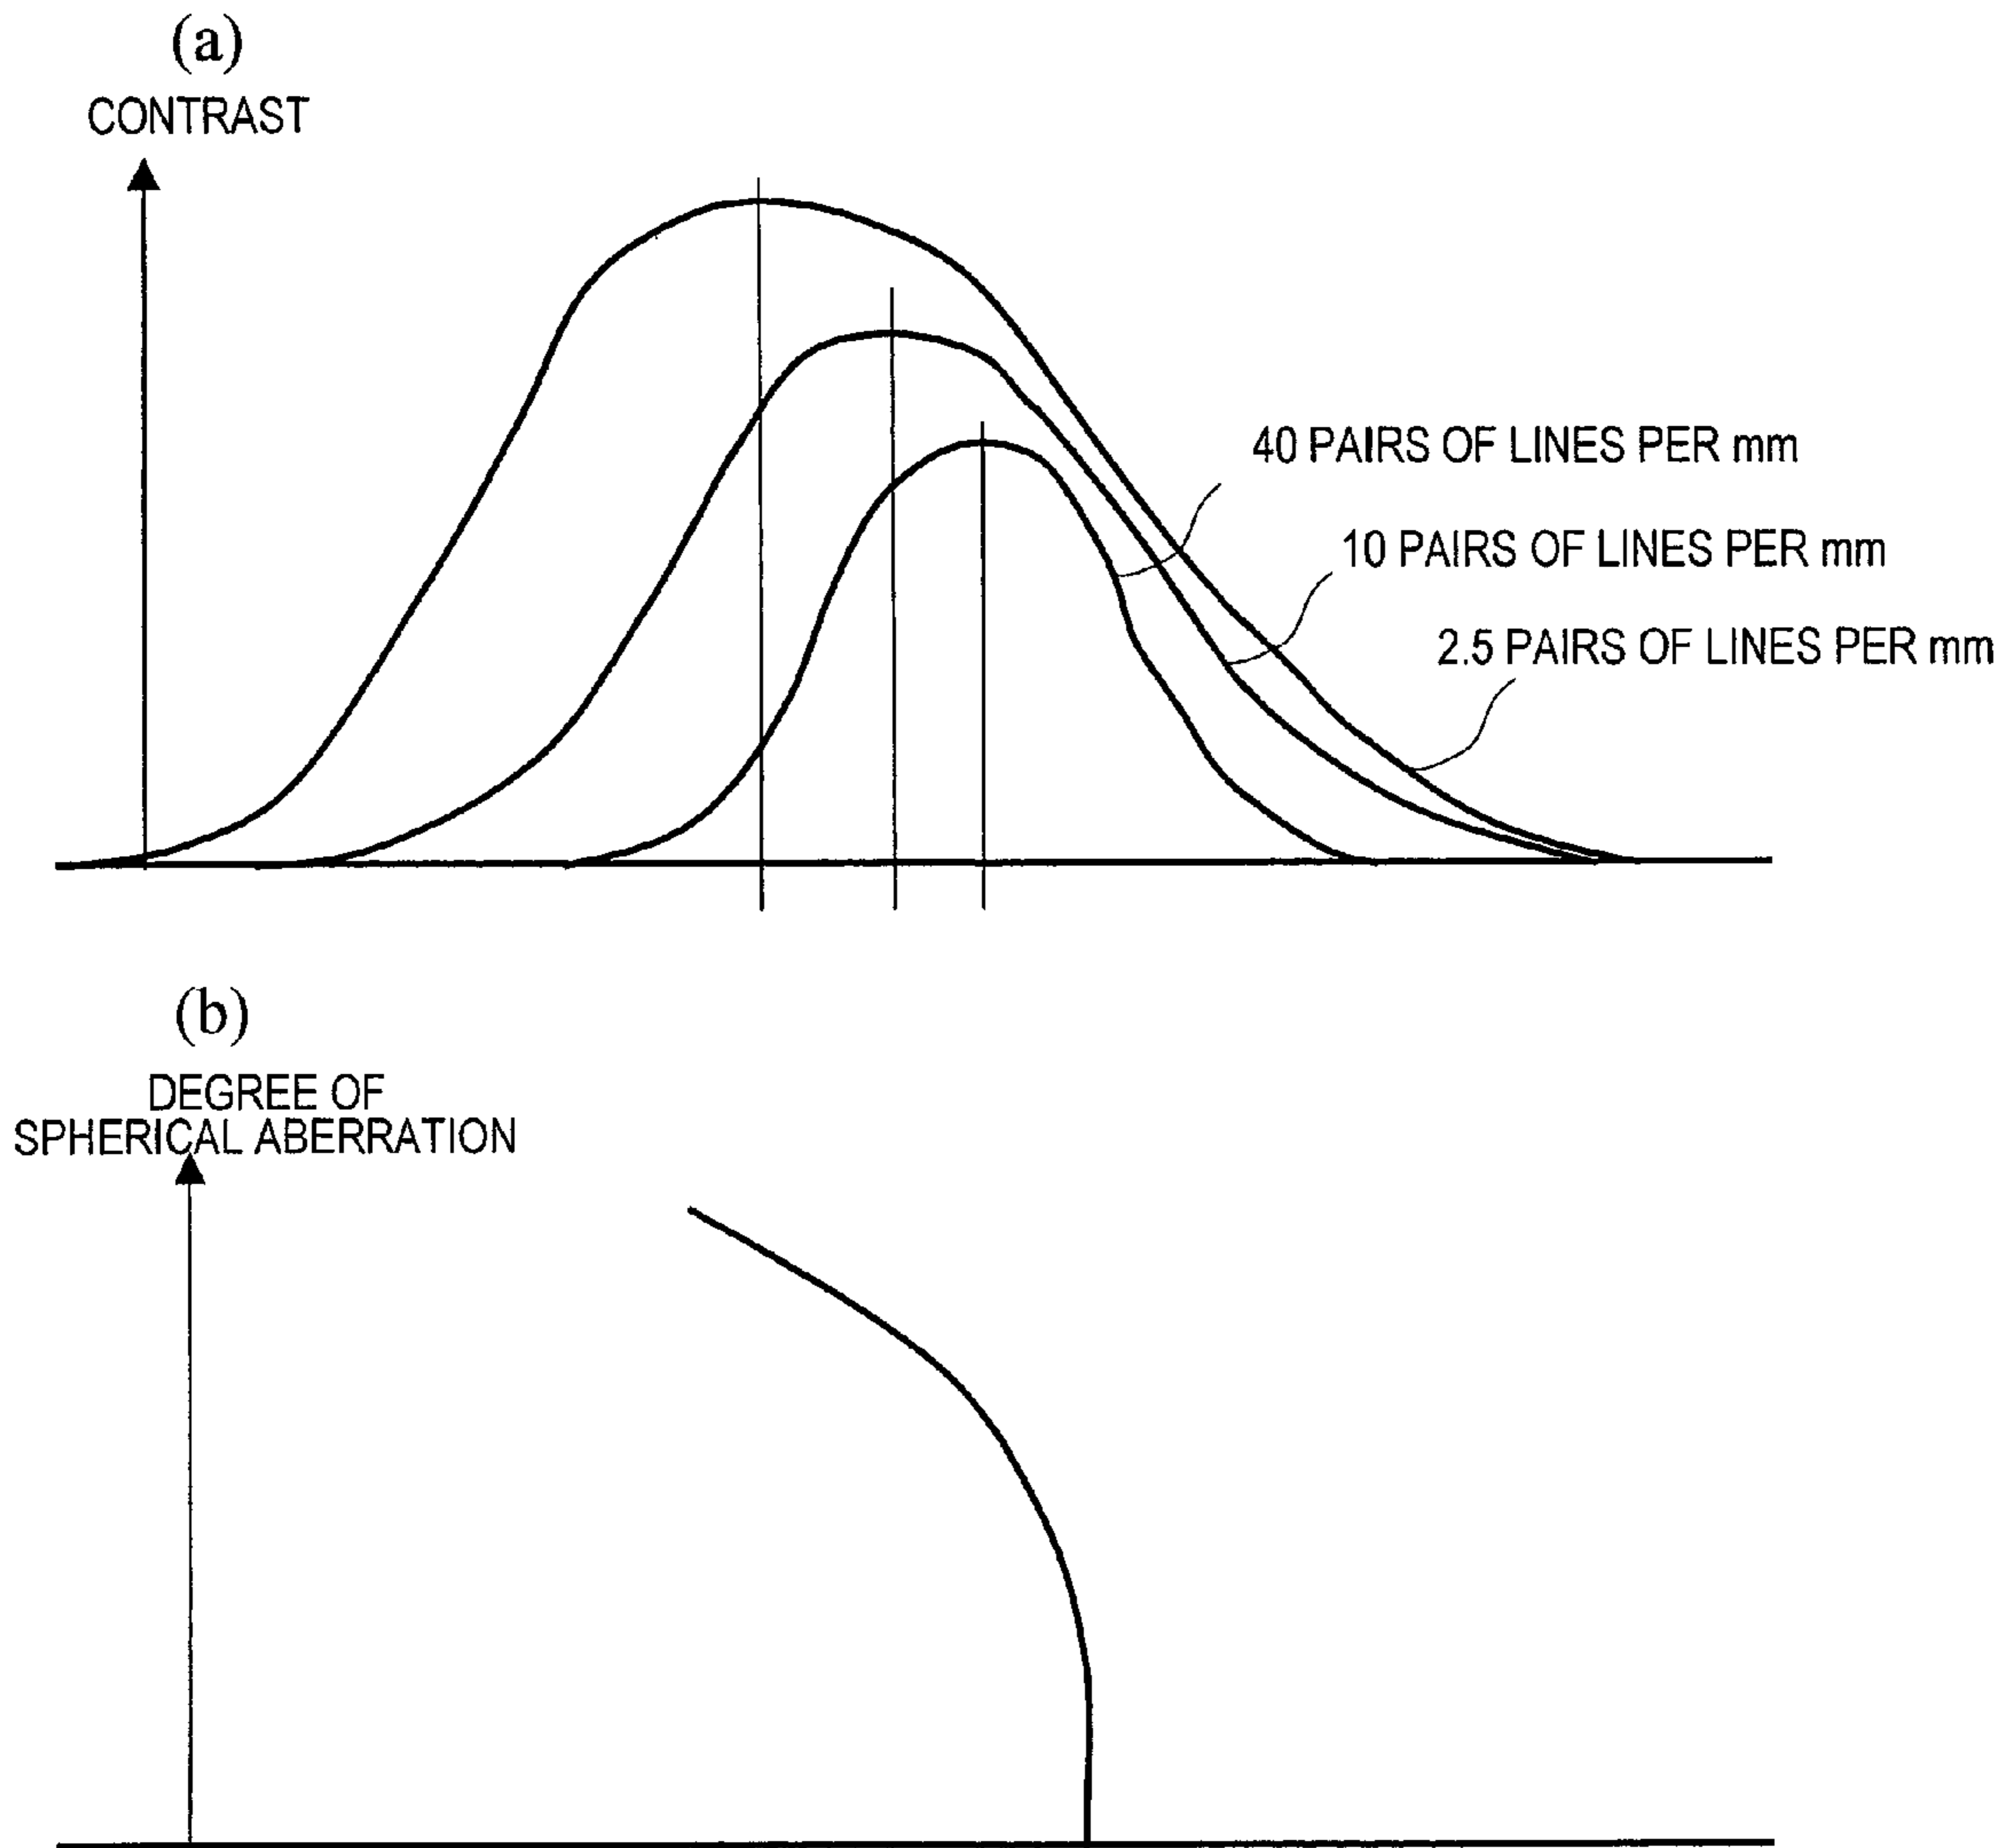 (a)
CONTRAST
40 PAIRS OF LINES PER mm
10 PAIRS OF LINES PER mm
2.5 PAIRS OF LINES PER mm
(b)
DEGREE OF
SPHERICAL ABERRATION